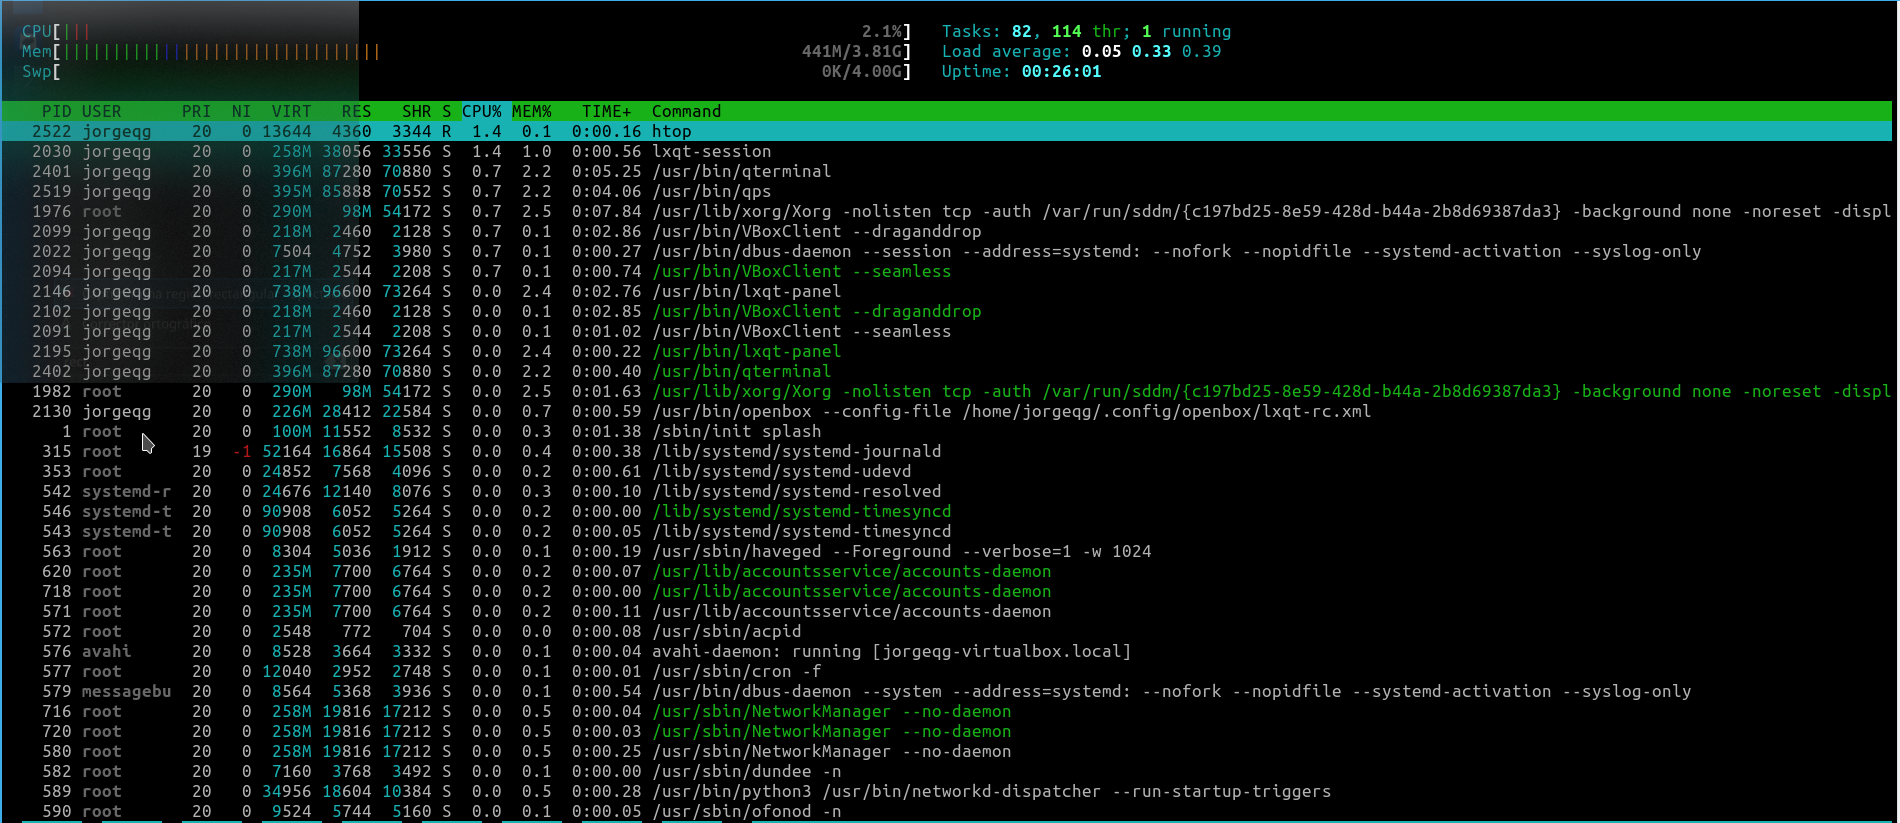 CPU[||| 2.1%] Tasks: 82, 114 thr; 1 running
Mem[|||||||||||||||||||||||||||||||| 441M/3.81G] Load average: 0.05 0.33 0.39
Swp[ 0K/4.00G] Uptime: 00:26:01
PID USER PRI NI VIRT RES SHR S CPU% MEM% TIME+ Command
2522 jorgeqg 20 0 13644 4360 3344 R 1.4 0.1 0:00.16 htop
2030 jorgeqg 20 0 258M 38056 33556 S 1.4 1.0 0:00.56 lxqt-session
2401 jorgeqg 20 0 396M 87280 70880 S 0.7 2.2 0:05.25 /usr/bin/qterminal
2519 jorgeqg 20 0 395M 85888 70552 S 0.7 2.2 0:04.06 /usr/bin/qps
1976 root 20 0 290M 98M 54172 S 0.7 2.5 0:07.84 /usr/lib/xorg/Xorg -nolisten tcp -auth /var/run/sddm/{c197bd25-8e59-428d-b44a-2b8d69387da3} -background none -noreset -displ
2099 jorgeqg 20 0 218M 2460 2128 S 0.7 0.1 0:02.86 /usr/bin/VBoxClient --draganddrop
2022 jorgeqg 20 0 7504 4752 3980 S 0.7 0.1 0:00.27 /usr/bin/dbus-daemon --session --address=systemd: --nofork --nopidfile --systemd-activation --syslog-only
2094 jorgeqg 20 0 217M 2544 2208 S 0.7 0.1 0:00.74 /usr/bin/VBoxClient --seamless
2146 jorgeqg 20 0 738M 96600 73264 S 0.0 2.4 0:02.76 /usr/bin/lxqt-panel
2102 jorgeqg 20 0 218M 2460 2128 S 0.0 0.1 0:02.85 /usr/bin/VBoxClient --draganddrop
2091 jorgeqg 20 0 217M 2544 2208 S 0.0 0.1 0:01.02 /usr/bin/VBoxClient --seamless
2195 jorgeqg 20 0 738M 96600 73264 S 0.0 2.4 0:00.22 /usr/bin/lxqt-panel
2402 jorgeqg 20 0 396M 87280 70880 S 0.0 2.2 0:00.40 /usr/bin/qterminal
1982 root 20 0 290M 98M 54172 S 0.0 2.5 0:01.63 /usr/lib/xorg/Xorg -nolisten tcp -auth /var/run/sddm/{c197bd25-8e59-428d-b44a-2b8d69387da3} -background none -noreset -displ
2130 jorgeqg 20 0 226M 28412 22584 S 0.0 0.7 0:00.59 /usr/bin/openbox --config-file /home/jorgeqg/.config/openbox/lxqt-rc.xml
1 root 20 0 100M 11552 8532 S 0.0 0.3 0:01.38 /sbin/init splash
315 root 19 -1 52164 16864 15508 S 0.0 0.4 0:00.38 /lib/systemd/systemd-journald
353 root 20 0 24852 7568 4096 S 0.0 0.2 0:00.61 /lib/systemd/systemd-udevd
542 systemd-r 20 0 24676 12140 8076 S 0.0 0.3 0:00.10 /lib/systemd/systemd-resolved
546 systemd-t 20 0 90908 6052 5264 S 0.0 0.2 0:00.00 /lib/systemd/systemd-timesyncd
543 systemd-t 20 0 90908 6052 5264 S 0.0 0.2 0:00.05 /lib/systemd/systemd-timesyncd
563 root 20 0 8304 5036 1912 S 0.0 0.1 0:00.19 /usr/sbin/haveged --Foreground --verbose=1 -w 1024
620 root 20 0 235M 7700 6764 S 0.0 0.2 0:00.07 /usr/lib/accountsservice/accounts-daemon
718 root 20 0 235M 7700 6764 S 0.0 0.2 0:00.00 /usr/lib/accountsservice/accounts-daemon
571 root 20 0 235M 7700 6764 S 0.0 0.2 0:00.11 /usr/lib/accountsservice/accounts-daemon
572 root 20 0 2548 772 704 S 0.0 0.0 0:00.08 /usr/sbin/acpid
576 avahi 20 0 8528 3664 3332 S 0.0 0.1 0:00.04 avahi-daemon: running [jorgeqg-virtualbox.local]
577 root 20 0 12040 2952 2748 S 0.0 0.1 0:00.01 /usr/sbin/cron -f
579 messagebu 20 0 8564 5368 3936 S 0.0 0.1 0:00.54 /usr/bin/dbus-daemon --system --address=systemd: --nofork --nopidfile --systemd-activation --syslog-only
716 root 20 0 258M 19816 17212 S 0.0 0.5 0:00.04 /usr/sbin/NetworkManager --no-daemon
720 root 20 0 258M 19816 17212 S 0.0 0.5 0:00.03 /usr/sbin/NetworkManager --no-daemon
580 root 20 0 258M 19816 17212 S 0.0 0.5 0:00.25 /usr/sbin/NetworkManager --no-daemon
582 root 20 0 7160 3768 3492 S 0.0 0.1 0:00.00 /usr/sbin/dundee -n
589 root 20 0 34956 18604 10384 S 0.0 0.5 0:00.28 /usr/bin/python3 /usr/bin/networkd-dispatcher --run-startup-triggers
590 root 20 0 9524 5744 5160 S 0.0 0.1 0:00.05 /usr/sbin/ofonod -n